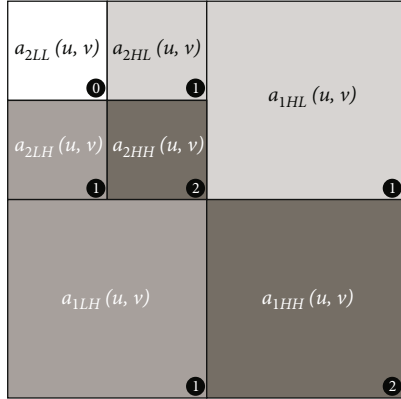 a2LL (u, v)
0
a2HL (u, v)
1
a1HL (u, v)
1
a2LH (u, v)
1
a2HH (u, v)
2
a1LH (u, v)
1
a1HH (u, v)
2